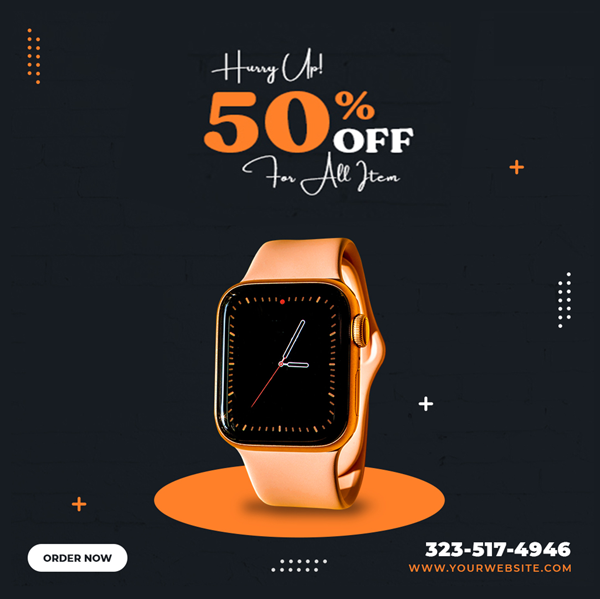 Hurry Up!
50%
OFF
For All Item
ORDER NOW
323-517-4946
WWW.YOURWEBSITE.COM